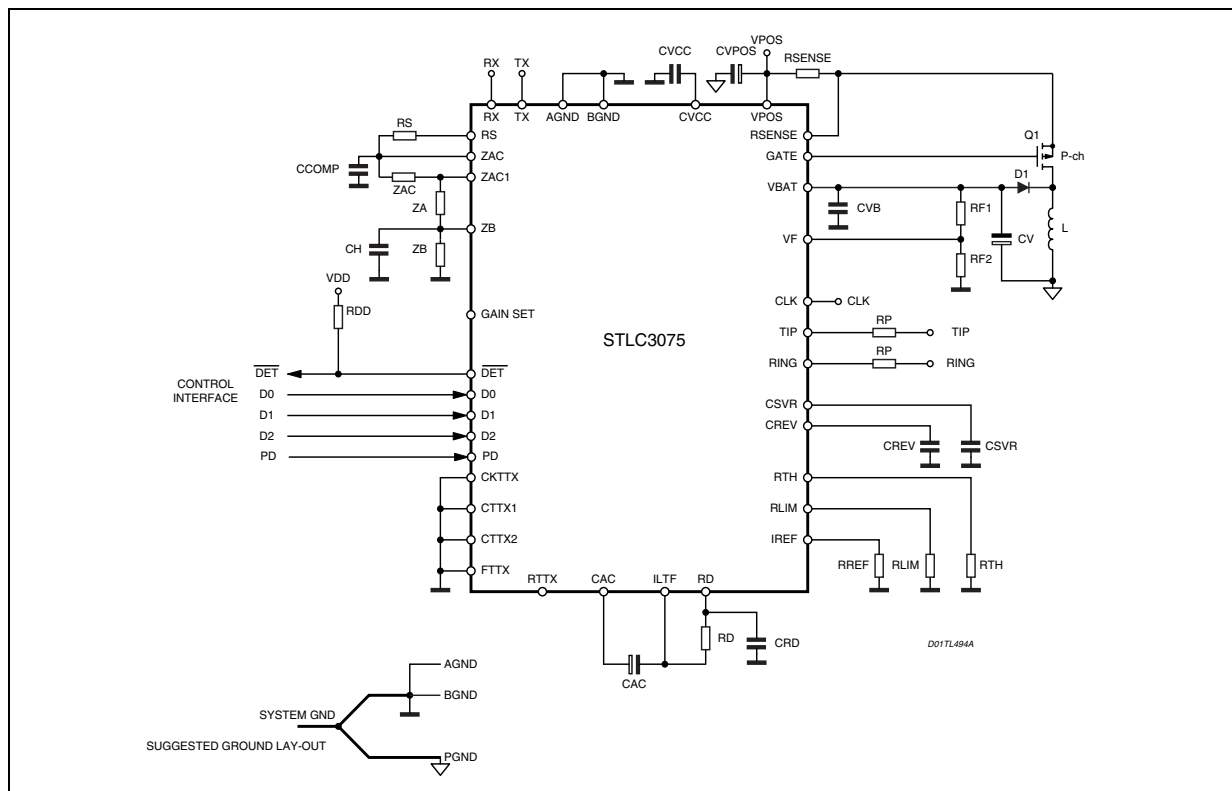 VPOS
RX TX CVCC CVPOS RSENSE
RX TX AGND BGND CVCC VPOS
RS RS RSENSE
Q1
CCOMP ZAC GATE P-ch
ZAC ZAC1 VBAT D1
ZA CVB RF1 CV L
ZB VF
CH ZB RF2
VDD
RDD CLK CLK
GAIN SET
STLC3075
TIP RP TIP
RING RP RING
DET DET
CONTROL INTERFACE
D0 D0 CSVR
D1 D1 CREV
D2 D2 CREV CSVR
PD PD
CKTTX RTH
CTTX1 RLIM
CTTX2 IREF
RREF RLIM RTH
FTTX
RTTX CAC ILTF RD
RD CRD
D01TL494A
CAC
AGND
BGND
SYSTEM GND
SUGGESTED GROUND LAY-OUT
PGND